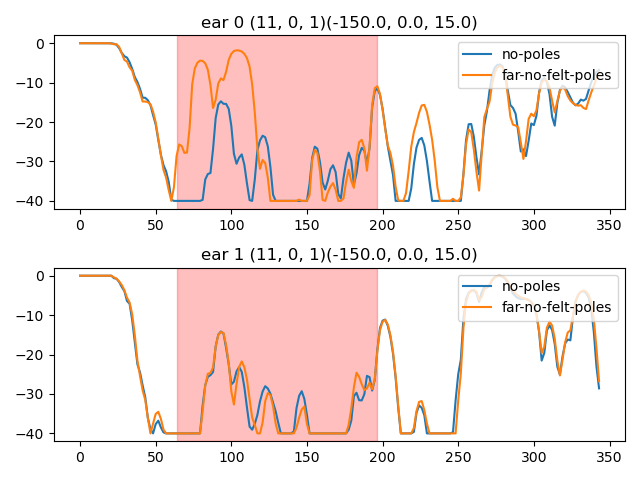 ear 0 (11, 0, 1)(-150.0, 0.0, 15.0)
0
−10
−20
−30
−40
no-poles
far-no-felt-poles
0 50 100 150 200 250 300 350
ear 1 (11, 0, 1)(-150.0, 0.0, 15.0)
0
−10
−20
−30
−40
no-poles
far-no-felt-poles
0 50 100 150 200 250 300 350